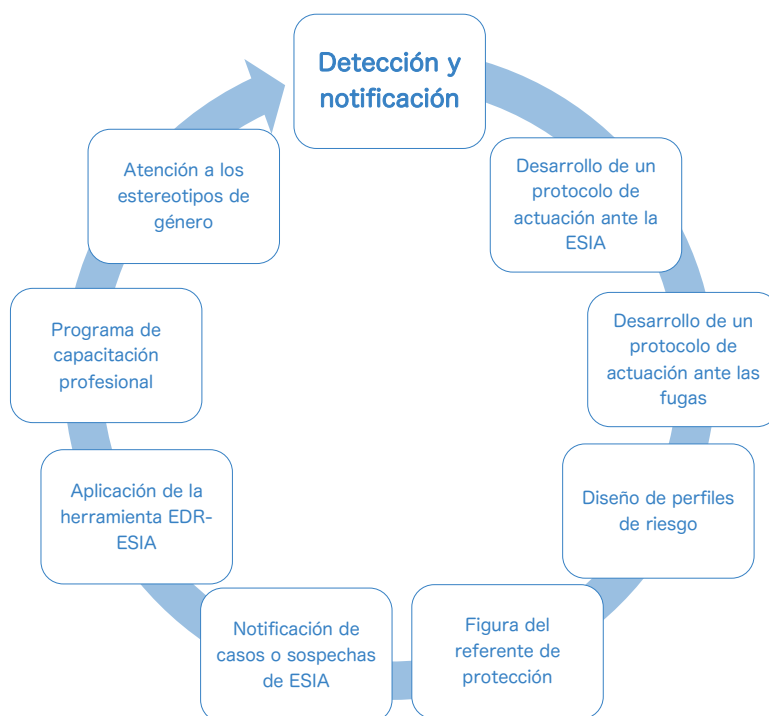 Detección y
notificación
Desarrollo de un
protocolo de
actuación ante la
ESIA
Desarrollo de un
protocolo de
actuación ante las
fugas
Diseño de perfiles
de riesgo
Figura del
referente de
protección
Notificación de
casos o sospechas
de ESIA
Aplicación de la
herramienta EDR-
ESIA
Programa de
capacitación
profesional
Atención a los
estereotipos de
género